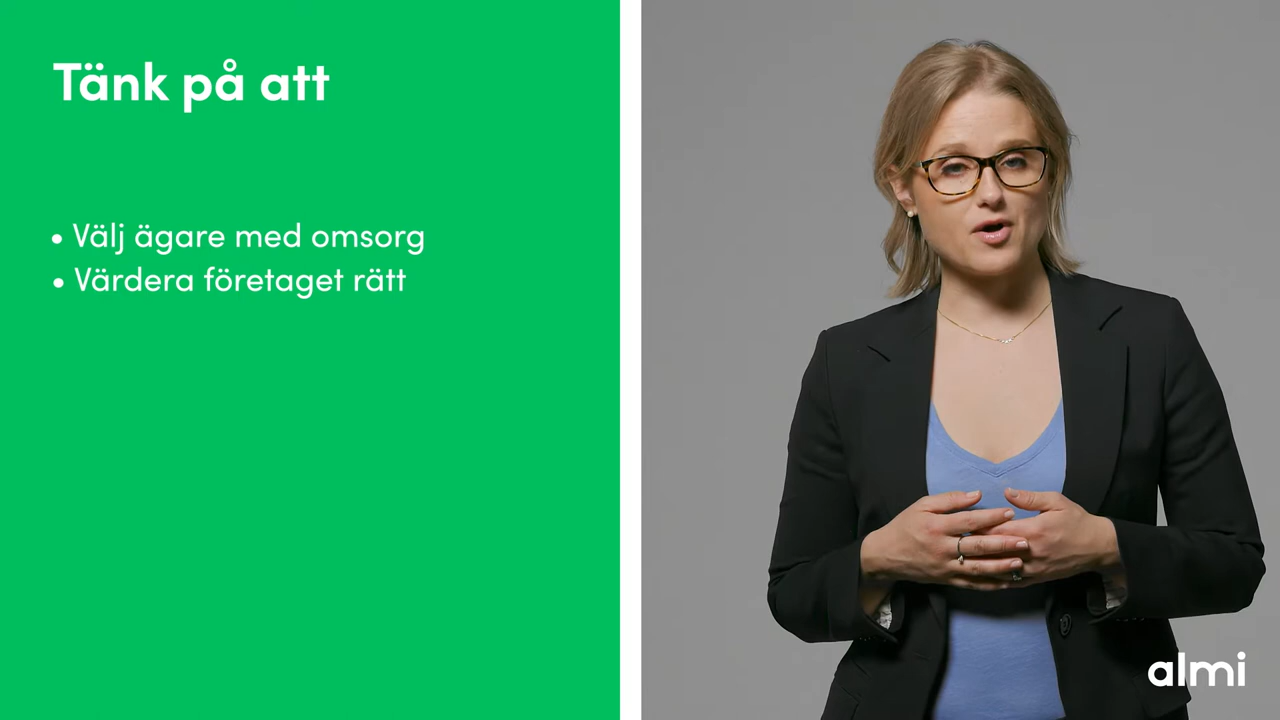 Tänk på att
• Välj ägare med omsorg
• Värdera företaget rätt
almi